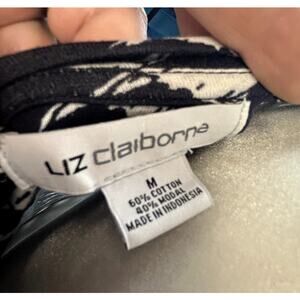 LIZ claiborne
M
60% COTTON
40% MODAL
MADE IN INDONESIA